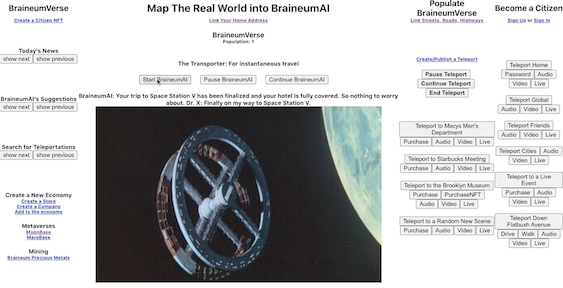 BraineumVerse
Create a Citizen NFT
Today's News
show next show previous
BraineumAI's Suggestions
show next show previous
Search for Teleportations
show next show previous
Create a New Economy
Create a Store
Create a Company
Add to the economy
Metaverses
MoonBase
MarsBase
Mining
Braineum Precious Metals
Map The Real World into BraineumAI
Link Your Home Address
BraineumVerse
Population: 1
The Transporter: For instantaneous travel
Start BraineumAI Pause BraineumAI Continue BraineumAI
BraineumAI: Your trip to Space Station V has been finalized and your hotel is fully covered. So nothing to worry
about. Dr. X: Finally on my way to Space Station V.
Populate
BraineumVerse
Link Streets, Roads, Highways
Create/Publish a Teleport
Pause Teleport
Continue Teleport
End Teleport
Teleport to Macys Men's
Department
Purchase Audio Video Live
Teleport to Starbucks Meeting
Purchase Audio Video Live
Teleport to the Brooklyn Museum
Purchase PurchaseNFT
Audio Video Live
Teleport to a Random New Scene
Purchase Audio Video Live
Become a Citizen
Sign Up or Sign In
Teleport Home
Password Audio
Video Live
Teleport Global
Audio Video Live
Teleport Friends
Audio Video Live
Teleport Cities Audio
Video Live
Teleport to a Live
Event
Purchase Audio
Video Live
Teleport Down
Flatbush Avenue
Drive Walk Audio
Video Live